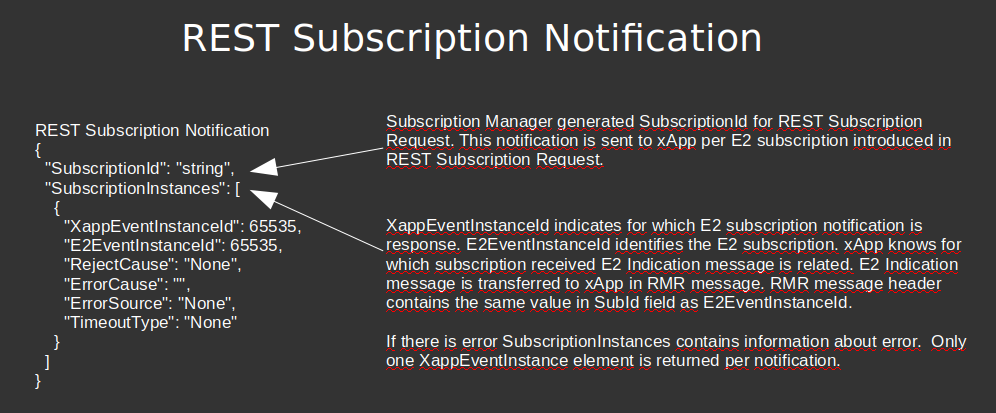 REST Subscription Notification
REST Subscription Notification
{
"SubscriptionId": "string",
"SubscriptionInstances": [
{
"XappEventInstanceId": 65535,
"E2EventInstanceId": 65535,
"RejectCause": "None",
"ErrorCause": "",
"ErrorSource": "None",
"TimeoutType": "None"
}
]
}
Subscription Manager generated SubscriptionId for REST Subscription
Request. This notification is sent to xApp per E2 subscription introduced in
REST Subscription Request.
XappEventInstanceId indicates for which E2 subscription notification is
response. E2EventInstanceId identifies the E2 subscription. xApp knows for
which subscription received E2 Indication message is related. E2 Indication
message is transferred to xApp in RMR message. RMR message header
contains the same value in SubId field as E2EventInstanceId.
If there is error SubscriptionInstances contains information about error.  Only
one XappEventInstance element is returned per notification.